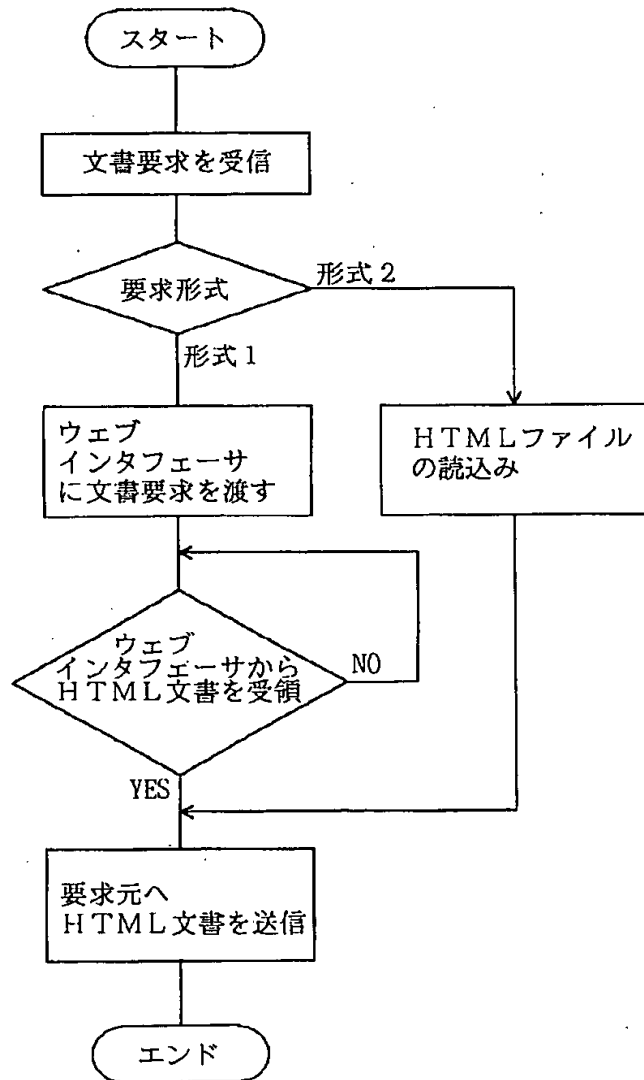 スタート
文書要求を受信
要求形式
形式2
形式1
ウェブ
インタフェーサ
に文書要求を渡す
HTMLファイル
の読込み
ウェブ
インタフェーサから
HTML文書を受領
NO
YES
要求元へ
HTML文書を送信
エンド